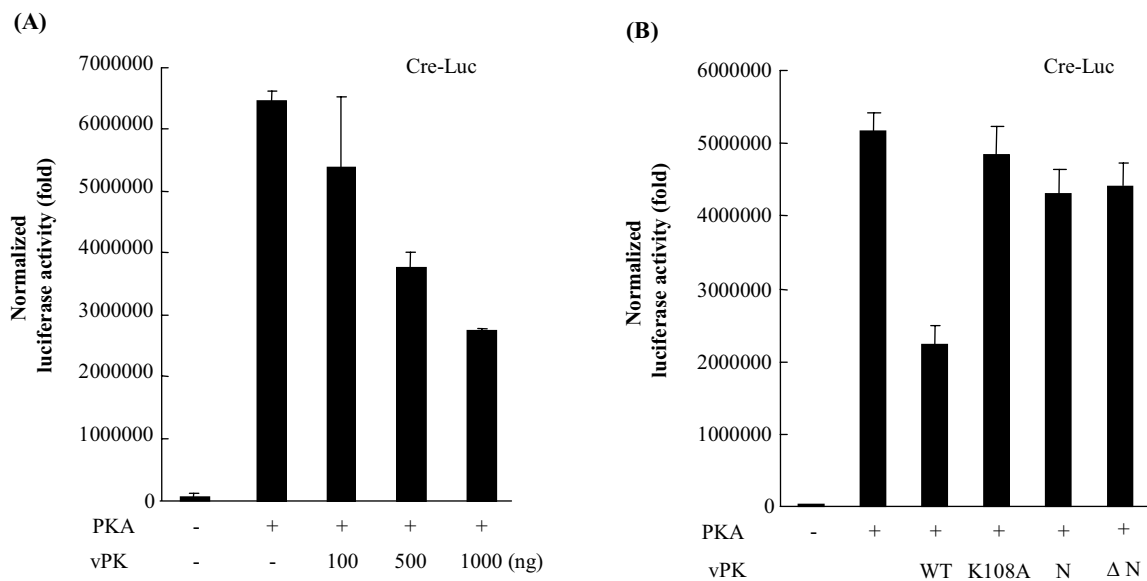 (A)
Cre-Luc
Normalized
luciferase activity (fold)
7000000
6000000
5000000
4000000
3000000
2000000
1000000
0
PKA - + + + +
vPK - - 100 500 1000 (ng)
(B)
Cre-Luc
Normalized
luciferase activity (fold)
6000000
5000000
4000000
3000000
2000000
1000000
0
PKA - + + + + +
vPK WT K108A N Δ N